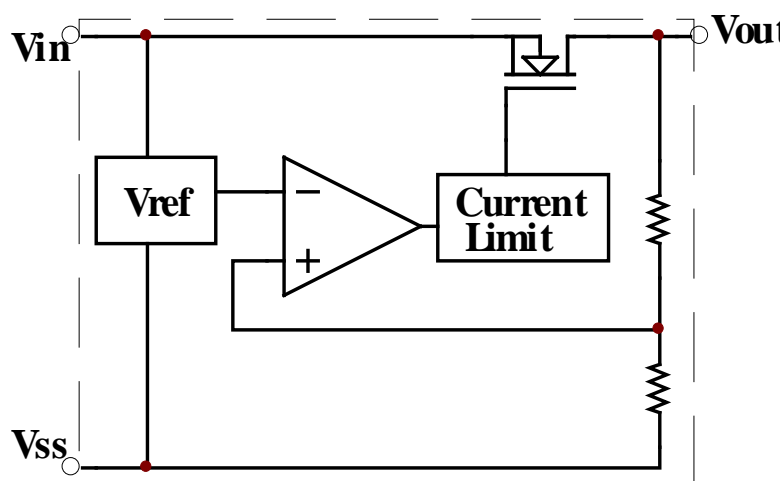 Vin
Vout
Vref
−
+
Current
Limit
Vss